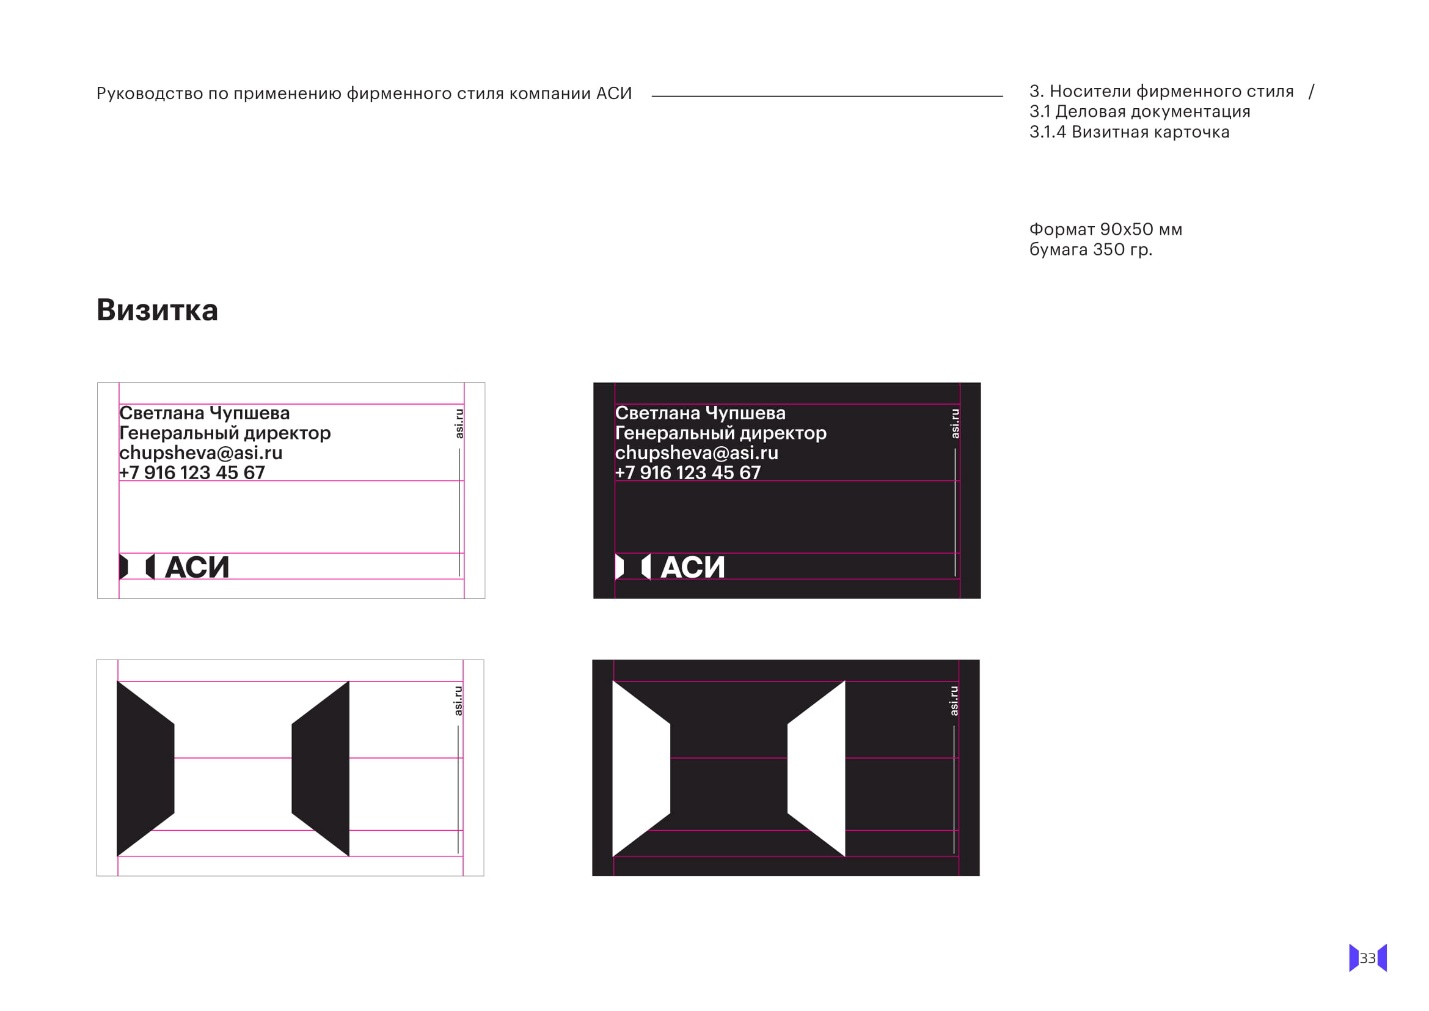 Руководство по применению фирменного стиля компании АСИ
3. Носители фирменного стиля /
3.1 Деловая документация
3.1.4 Визитная карточка
Формат 90х50 мм
бумага 350 гр.
Визитка
Светлана Чупшева
Генеральный директор
chupsheva@asi.ru
+7 916 123 45 67
asi.ru
АСИ
Светлана Чупшева
Генеральный директор
chupsheva@asi.ru
+7 916 123 45 67
asi.ru
АСИ
asi.ru
asi.ru
33